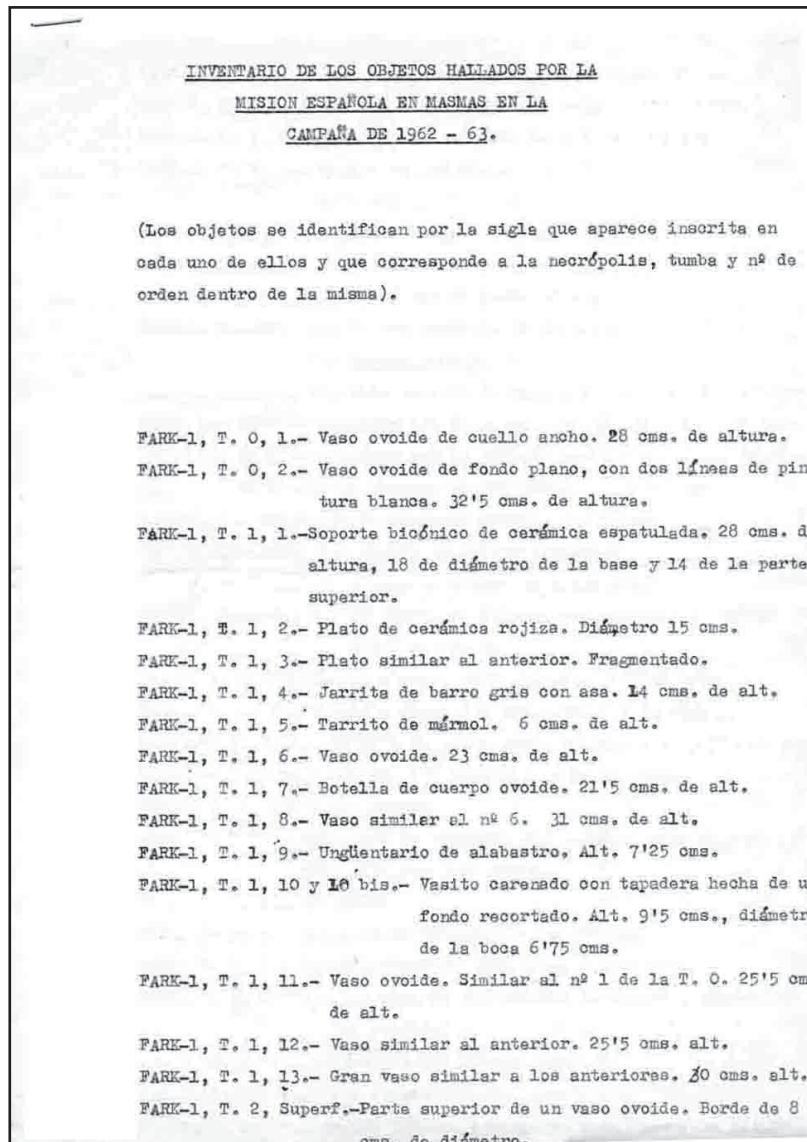 INVENTARIO DE LOS OBJETOS HALLADOS POR LA
MISION ESPAÑOLA EN MASMAS EN LA
CAMPAÑA DE 1962 - 63.
(Los objetos se identifican por la sigla que aparece inscrita en
cada uno de ellos y que corresponde a la necrópolis, tumba y nº de
orden dentro de la misma).
FARK-1, T. 0, 1.- Vaso ovoide de cuello ancho. 28 cms. de altura.
FARK-1, T. 0, 2.- Vaso ovoide de fondo plano, con dos líneas de pin
tura blanca. 32'5 cms. de altura.
FARK-1, T. 1, 1.-Soporte bicónico de cerámica espatulada. 28 cms. d
altura, 18 de diámetro de la base y 14 de la parte
superior.
FARK-1, T. 1, 2.- Plato de cerámica rojiza. Diámetro 15 cms.
FARK-1, T. 1, 3.- Plato similar al anterior. Fragmentado.
FARK-1, T. 1, 4.- Jarrita de barro gris con asa. 14 cms. de alt.
FARK-1, T. 1, 5.- Tarrito de mármol. 6 cms. de alt.
FARK-1, T. 1, 6.- Vaso ovoide. 23 cms. de alt.
FARK-1, T. 1, 7.- Botella de cuerpo ovoide. 21'5 cms. de alt.
FARK-1, T. 1, 8.- Vaso similar al nº 6. 31 cms. de alt.
FARK-1, T. 1, 9.- Ungüentario de alabastro. Alt. 7'25 cms.
FARK-1, T. 1, 10 y 10 bis.- Vasito carenado con tapadera hecha de u
fondo recortado. Alt. 9'5 cms., diámetr
de la boca 6'75 cms.
FARK-1, T. 1, 11.- Vaso ovoide. Similar al nº 1 de la T. 0. 25'5 cm
de alt.
FARK-1, T. 1, 12.- Vaso similar al anterior. 25'5 cms. alt.
FARK-1, T. 1, 13.- Gran vaso similar a los anteriores. cms. alt.
FARK-1, T. 2, Superf.-Parte superior de un vaso ovoide. Borde de 8
cms. de diámetro.